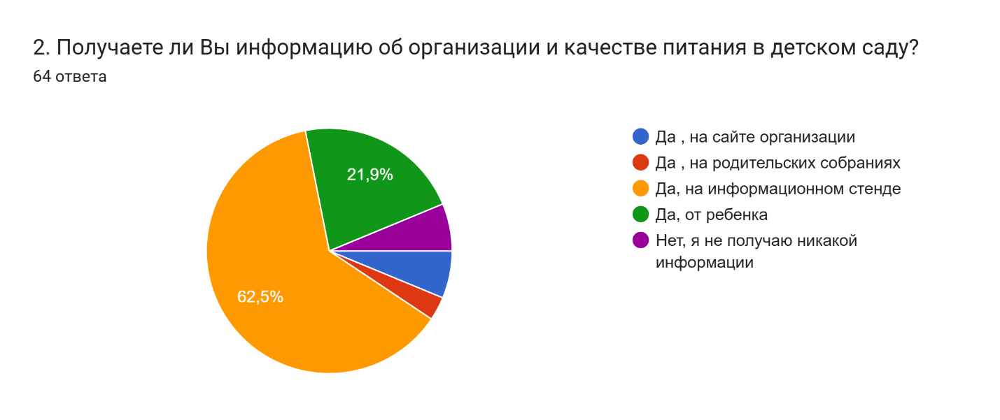 2. Получаете ли Вы информацию об организации и качестве питания в детском саду?
64 ответа
21,9%
62,5%
Да , на сайте организации
Да , на родительских собраниях
Да, на информационном стенде
Да, от ребенка
Нет, я не получаю никакой
информации